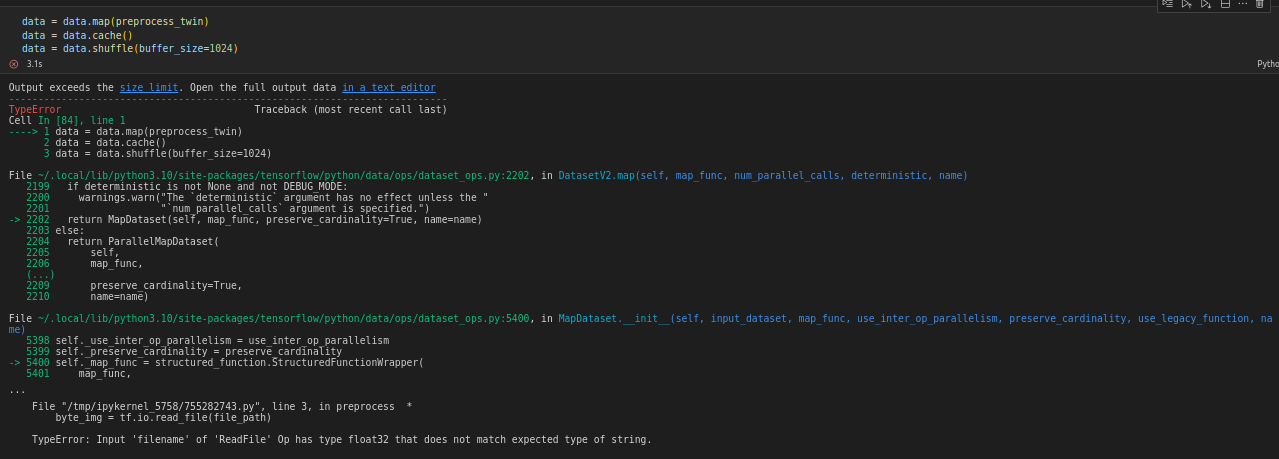 data = data.map(preprocess_twin)
data = data.cache()
data = data.shuffle(buffer_size=1024)
3.1s
Pytho
Output exceeds the size limit. Open the full output data in a text editor
---------------------------------------------------------------------------
TypeError                                 Traceback (most recent call last)
Cell In [84], line 1
----> 1 data = data.map(preprocess_twin)
      2 data = data.cache()
      3 data = data.shuffle(buffer_size=1024)
File ~/.local/lib/python3.10/site-packages/tensorflow/python/data/ops/dataset_ops.py:2202, in DatasetV2.map(self, map_func, num_parallel_calls, deterministic, name)
   2199   if deterministic is not None and not DEBUG_MODE:
   2200     warnings.warn("The `deterministic` argument has no effect unless the "
   2201                   "`num_parallel_calls` argument is specified.")
-> 2202   return MapDataset(self, map_func, preserve_cardinality=True, name=name)
   2203 else:
   2204   return ParallelMapDataset(
   2205       self,
   2206       map_func,
   (...)
   2209       preserve_cardinality=True,
   2210       name=name)
File ~/.local/lib/python3.10/site-packages/tensorflow/python/data/ops/dataset_ops.py:5400, in MapDataset.__init__(self, input_dataset, map_func, use_inter_op_parallelism, preserve_cardinality, use_legacy_function, na
me)
   5398 self._use_inter_op_parallelism = use_inter_op_parallelism
   5399 self._preserve_cardinality = preserve_cardinality
-> 5400 self._map_func = structured_function.StructuredFunctionWrapper(
   5401     map_func,
...
    File "/tmp/ipykernel_5758/755282743.py", line 3, in preprocess  *
        byte_img = tf.io.read_file(file_path)
    TypeError: Input 'filename' of 'ReadFile' Op has type float32 that does not match expected type of string.